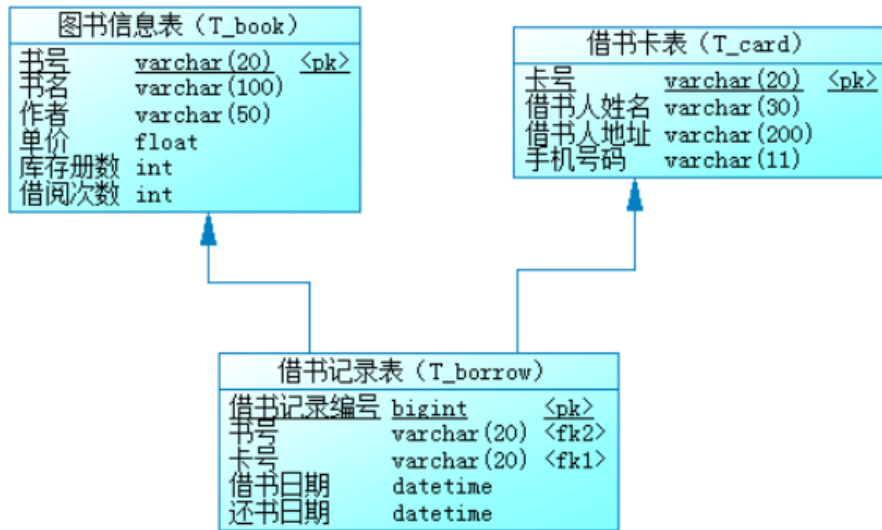 图书信息表（T_book）
书号 varchar(20) <pk>
书名 varchar(100)
作者 varchar(50)
单价 float
库存册数 int
借阅次数 int
借书卡表（T_card）
卡号 varchar(20) <pk>
借书人姓名 varchar(30)
借书人地址 varchar(200)
手机号码 varchar(11)
借书记录表（T_borrow）
借书记录编号 bigint <pk>
书号 varchar(20) <fk2>
卡号 varchar(20) <fk1>
借书日期 datetime
还书日期 datetime